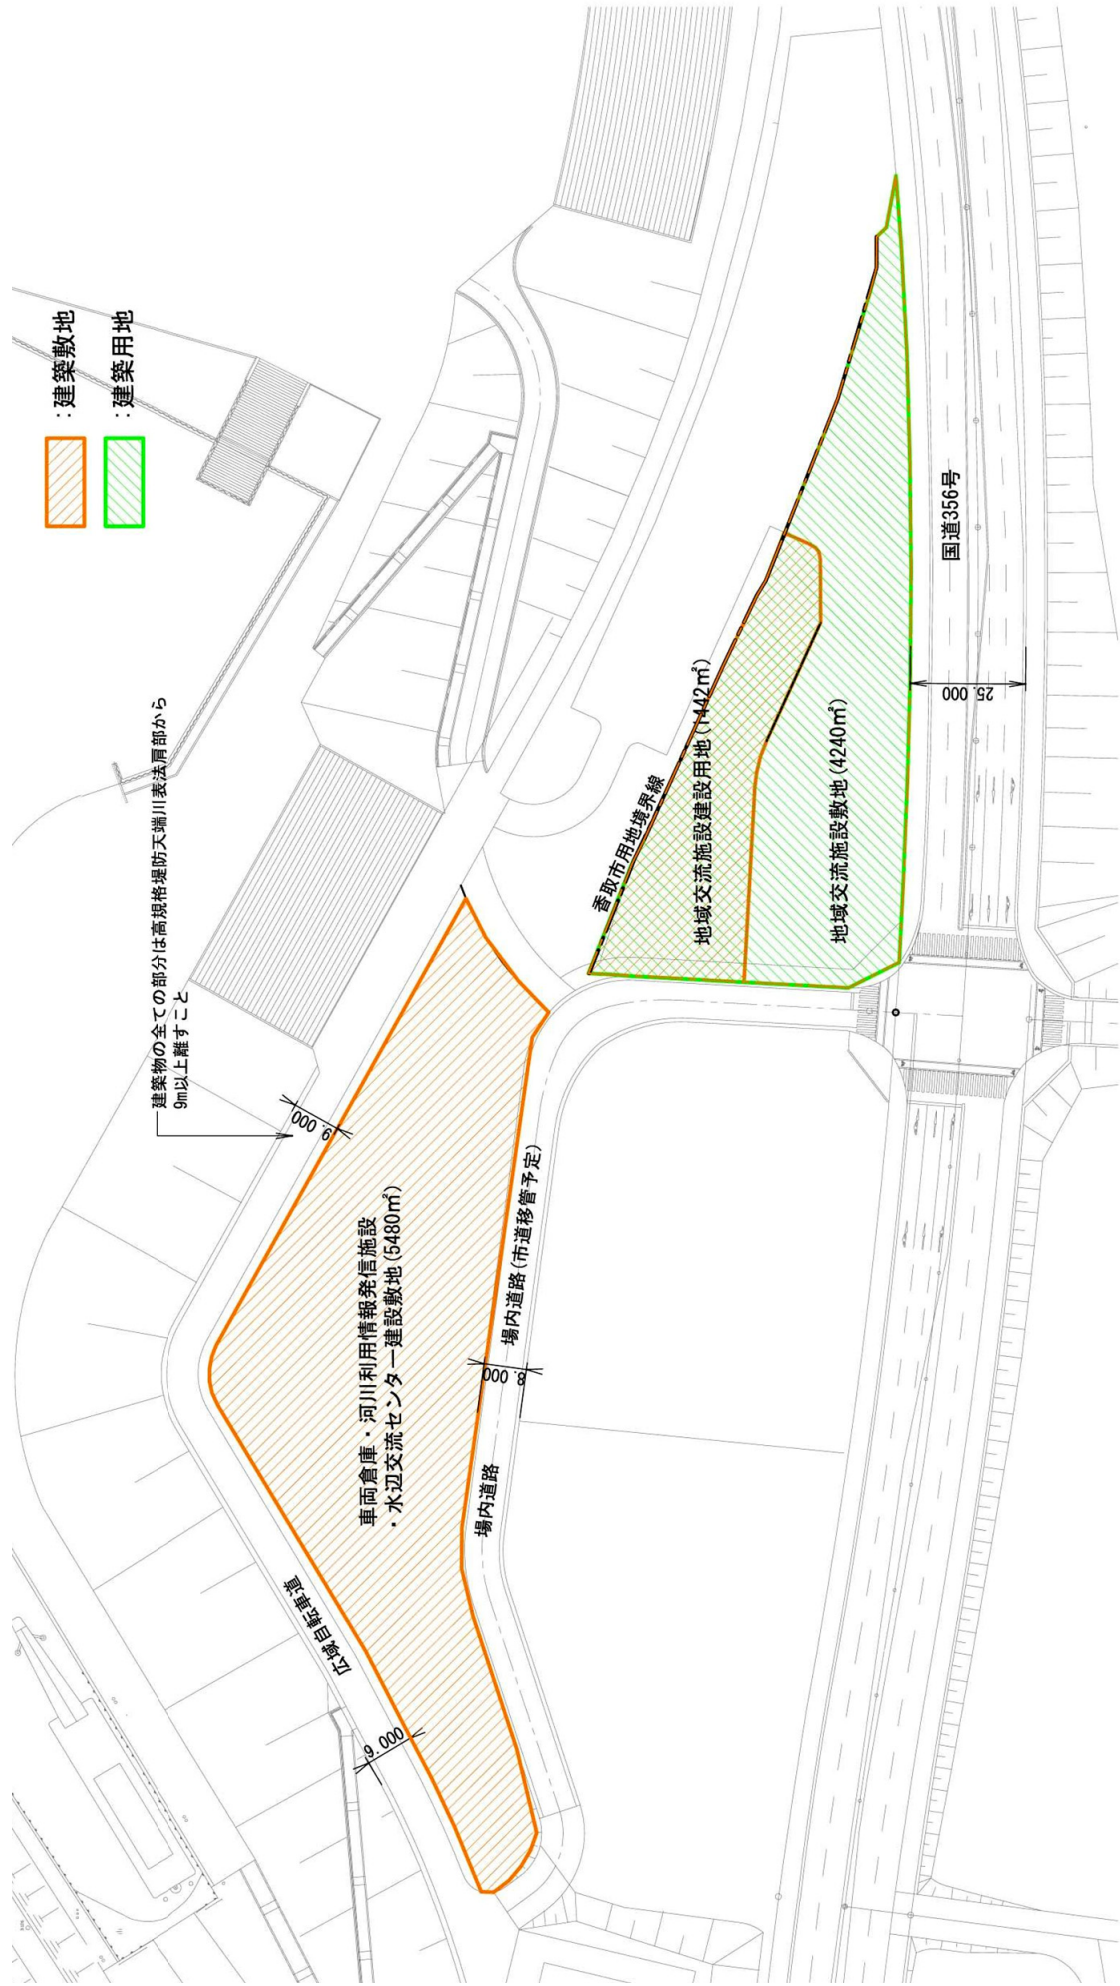 ：建築敷地
：建築用地
建築物の全ての部分は高規格堤防天端川表法肩部から
9m以上離すこと
9.000
車両倉庫・河川利用情報発信施設
・水辺交流センター建設敷地(5480㎡)
広域自転車道
9.000
場内道路
8.000
場内道路(市道移管予定)
香取市用地境界線
地域交流施設建設用地(1442㎡)
地域交流施設敷地(4240㎡)
国道356号
25.000